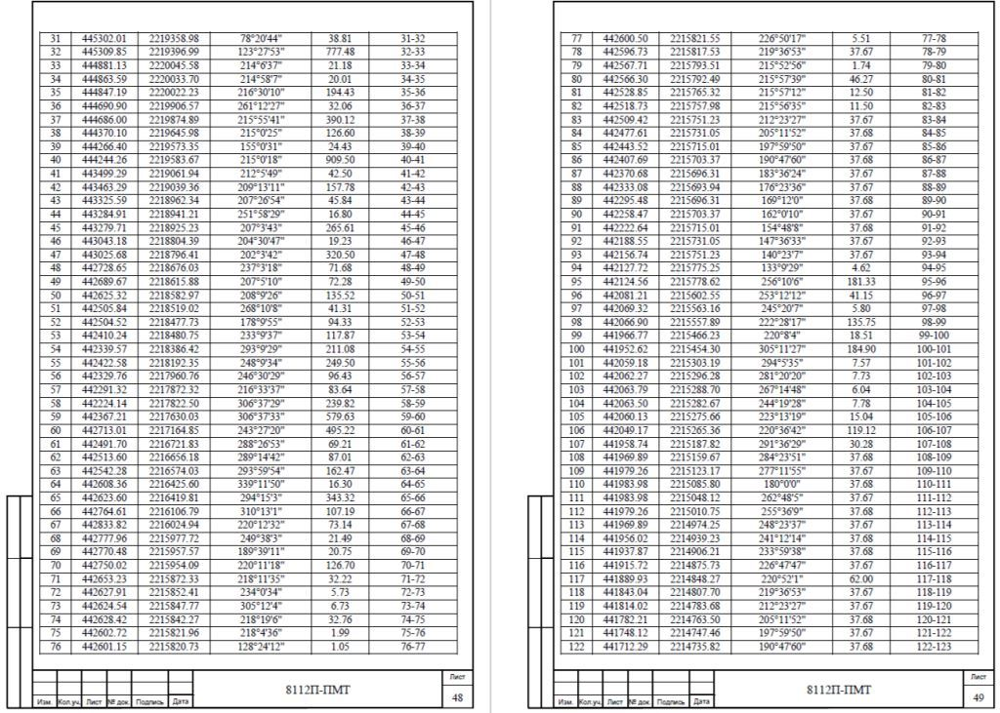 31 445302.01 2219358.98 78°20'44" 38.81 31-32
32 445309.85 2219396.99 123°27'53" 777.48 32-33
33 444881.13 2220045.58 214°6'37" 21.18 33-34
34 444863.59 2220033.70 214°58'7" 20.01 34-35
35 444847.19 2220022.23 216°30'10" 194.43 35-36
36 444690.90 2219906.57 261°12'27" 32.06 36-37
37 444686.00 2219874.89 215°55'41" 390.12 37-38
38 444370.10 2219645.98 215°0'25" 126.60 38-39
39 444266.40 2219573.35 155°0'31" 24.43 39-40
40 444244.26 2219583.67 215°0'18" 909.50 40-41
41 443499.29 2219061.94 212°5'49" 42.50 41-42
42 443463.29 2219039.36 209°13'11" 157.78 42-43
43 443325.59 2218962.34 207°26'54" 45.84 43-44
44 443284.91 2218941.21 251°58'29" 16.80 44-45
45 443279.71 2218925.23 207°3'43" 265.61 45-46
46 443043.18 2218804.39 204°30'47" 19.23 46-47
47 443025.68 2218796.41 202°3'42" 320.50 47-48
48 442728.65 2218676.03 237°3'18" 71.68 48-49
49 442689.67 2218615.88 207°5'10" 72.28 49-50
50 442625.32 2218582.97 208°9'26" 135.52 50-51
51 442505.84 2218519.02 268°10'8" 41.31 51-52
52 442504.52 2218477.73 178°9'55" 94.33 52-53
53 442410.24 2218480.75 233°9'37" 117.87 53-54
54 442339.57 2218386.42 293°9'29" 211.08 54-55
55 442422.58 2218192.35 248°9'34" 249.50 55-56
56 442329.76 2217960.76 246°30'29" 96.43 56-57
57 442291.32 2217872.32 216°33'37" 83.64 57-58
58 442224.14 2217822.50 306°37'29" 239.82 58-59
59 442367.21 2217630.03 306°37'33" 579.63 59-60
60 442713.01 2217164.85 243°27'20" 495.22 60-61
61 442491.70 2216721.83 288°26'53" 69.21 61-62
62 442513.60 2216656.18 289°14'42" 87.01 62-63
63 442542.28 2216574.03 293°59'54" 162.47 63-64
64 442608.36 2216425.60 339°11'50" 16.30 64-65
65 442623.60 2216419.81 294°15'3" 343.32 65-66
66 442764.61 2216106.79 310°13'1" 107.19 66-67
67 442833.82 2216024.94 220°12'32" 73.14 67-68
68 442777.96 2215977.72 249°38'3" 21.49 68-69
69 442770.48 2215957.57 189°39'11" 20.75 69-70
70 442750.02 2215954.09 220°11'18" 126.70 70-71
71 442653.23 2215872.33 218°11'35" 32.22 71-72
72 442627.91 2215852.41 234°0'34" 5.73 72-73
73 442624.54 2215847.77 305°12'4" 6.73 73-74
74 442628.42 2215842.27 218°19'6" 32.76 74-75
75 442602.72 2215821.96 218°4'36" 1.99 75-76
76 442601.15 2215820.73 128°24'12" 1.05 76-77
Изм. Кол.уч. Лист № док. Подпись Дата
8112П-ПМТ
Лист
48
77 442600.50 2215821.55 226°50'17" 5.51 77-78
78 442596.73 2215817.53 219°36'53" 37.67 78-79
79 442567.71 2215793.51 215°52'56" 1.74 79-80
80 442566.30 2215792.49 215°57'39" 46.27 80-81
81 442528.85 2215765.32 215°57'12" 12.50 81-82
82 442518.73 2215757.98 215°56'35" 11.50 82-83
83 442509.42 2215751.23 212°23'27" 37.67 83-84
84 442477.61 2215731.05 205°11'52" 37.68 84-85
85 442443.52 2215715.01 197°59'50" 37.67 85-86
86 442407.69 2215703.37 190°47'60" 37.68 86-87
87 442370.68 2215696.31 183°36'24" 37.67 87-88
88 442333.08 2215693.94 176°23'36" 37.67 88-89
89 442295.48 2215696.31 169°12'0" 37.68 89-90
90 442258.47 2215703.37 162°0'10" 37.67 90-91
91 442222.64 2215715.01 154°48'8" 37.68 91-92
92 442188.55 2215731.05 147°36'33" 37.67 92-93
93 442156.74 2215751.23 140°23'7" 37.67 93-94
94 442127.72 2215775.25 133°9'29" 4.62 94-95
95 442124.56 2215778.62 256°10'6" 181.33 95-96
96 442081.21 2215602.55 253°12'12" 41.15 96-97
97 442069.32 2215563.16 245°20'7" 5.80 97-98
98 442066.90 2215557.89 222°28'17" 135.75 98-99
99 441966.77 2215466.23 220°8'4" 18.51 99-100
100 441952.62 2215454.30 305°11'27" 184.90 100-101
101 442059.18 2215303.19 294°5'35" 7.57 101-102
102 442062.27 2215296.28 281°20'20" 7.73 102-103
103 442063.79 2215288.70 267°14'48" 6.04 103-104
104 442063.50 2215282.67 244°19'28" 7.78 104-105
105 442060.13 2215275.66 223°13'19" 15.04 105-106
106 442049.17 2215265.36 220°36'42" 119.12 106-107
107 441958.74 2215187.82 291°36'29" 30.28 107-108
108 441969.89 2215159.67 284°23'51" 37.68 108-109
109 441979.26 2215123.17 277°11'55" 37.67 109-110
110 441983.98 2215085.80 180°0'0" 37.68 110-111
111 441983.98 2215048.12 262°48'5" 37.67 111-112
112 441979.26 2215010.75 255°36'9" 37.68 112-113
113 441969.89 2214974.25 248°23'37" 37.67 113-114
114 441956.02 2214939.23 241°12'14" 37.68 114-115
115 441937.87 2214906.21 233°59'38" 37.68 115-116
116 441915.72 2214875.73 226°47'47" 37.67 116-117
117 441889.93 2214848.27 220°52'1" 62.00 117-118
118 441843.04 2214807.70 219°36'53" 37.67 118-119
119 441814.02 2214783.68 212°23'27" 37.67 119-120
120 441782.21 2214763.50 205°11'52" 37.68 120-121
121 441748.12 2214747.46 197°59'50" 37.67 121-122
122 441712.29 2214735.82 190°47'60" 37.68 122-123
Изм. Кол.уч. Лист № док. Подпись Дата
8112П-ПМТ
Лист
49